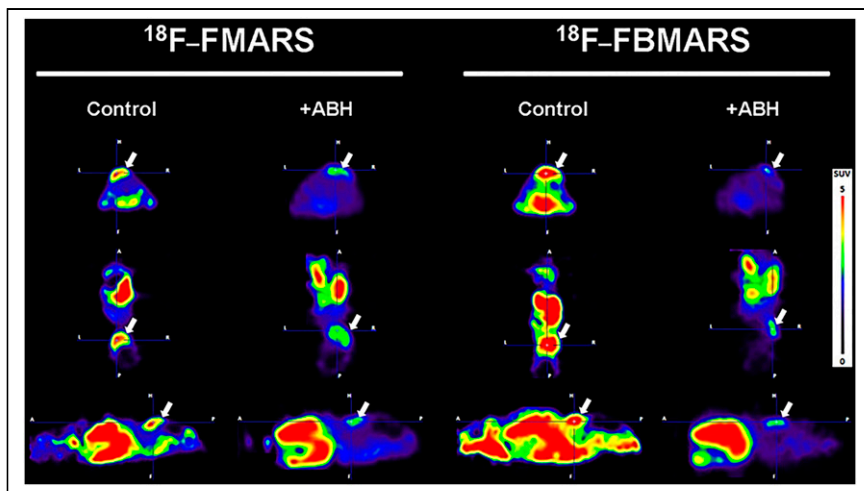 ¹⁸F–FMARS ¹⁸F–FBMARS
Control +ABH Control +ABH
H H H H
L R L R L R L R
F F F F
SUV
5
0
A A A A
L R L R L R L R
P P P P
H H H H
A P A P A P A P
F F F F